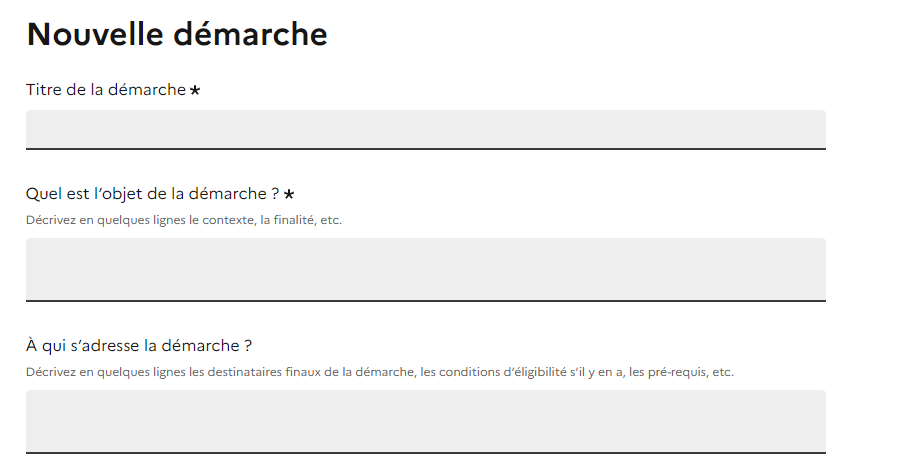 Nouvelle démarche
Titre de la démarche *
Quel est l’objet de la démarche ? *
Décrivez en quelques lignes le contexte, la finalité, etc.
À qui s’adresse la démarche ?
Décrivez en quelques lignes les destinataires finaux de la démarche, les conditions d’éligibilité s’il y en a, les pré-requis, etc.